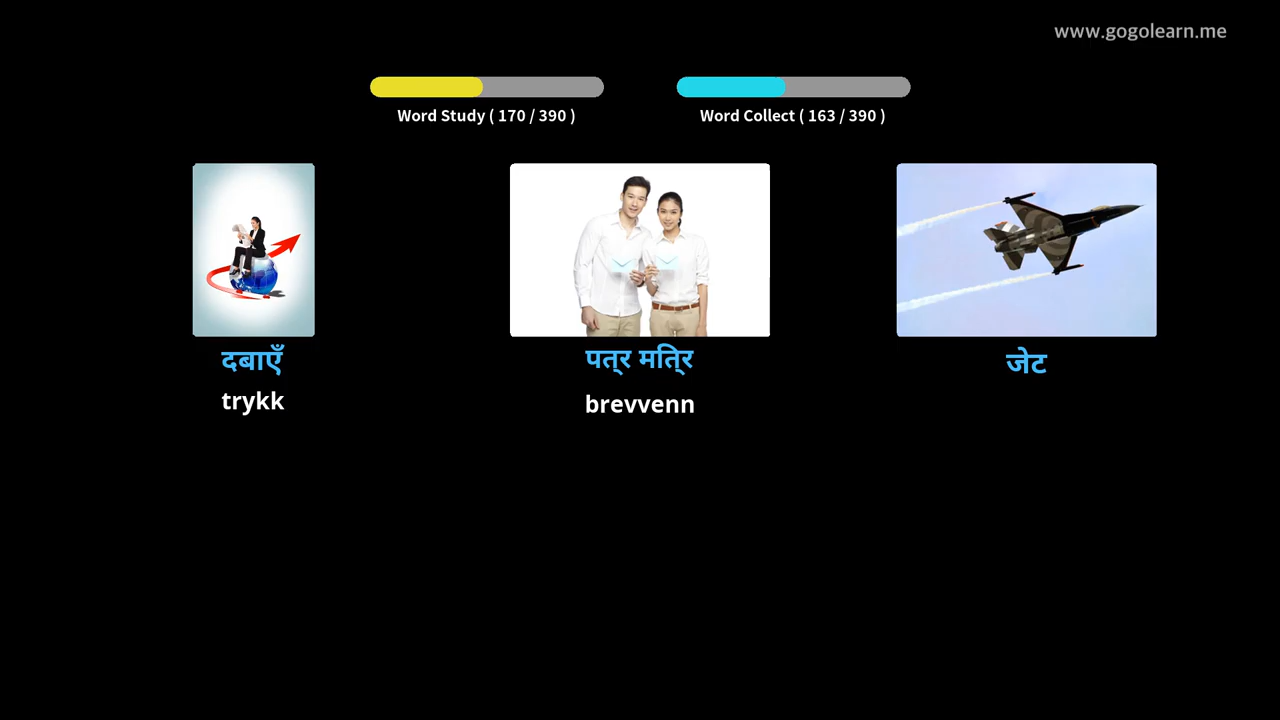 www.gogolearn.me
Word Study ( 170 / 390 )
Word Collect ( 163 / 390 )
दबाएँ
trykk
पत्र मित्र
brevvenn
जेट